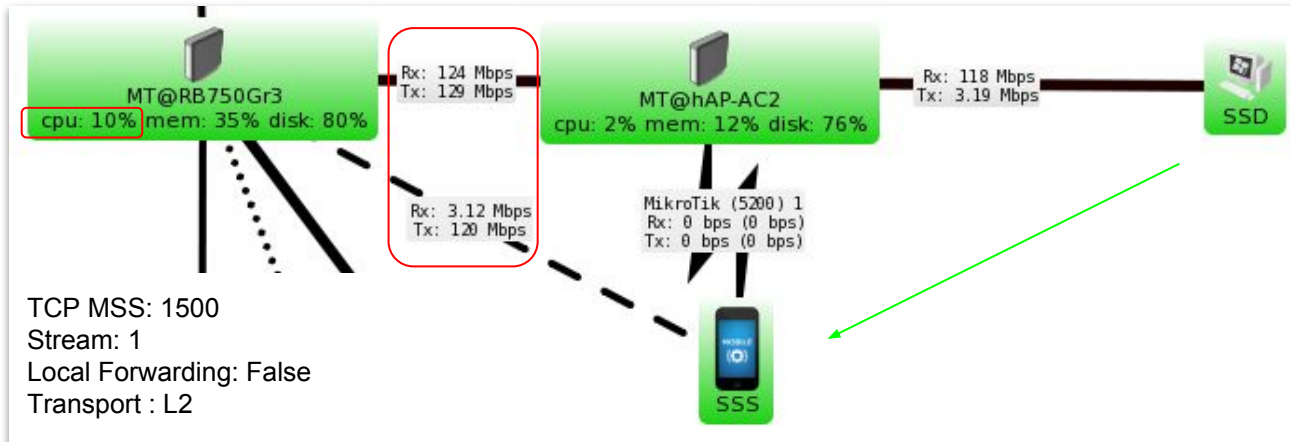 MT@RB750Gr3
cpu: 10% mem: 35% disk: 80%
Rx: 124 Mbps
Tx: 129 Mbps
MT@hAP-AC2
cpu: 2% mem: 12% disk: 76%
Rx: 118 Mbps
Tx: 3.19 Mbps
SSD
Rx: 3.12 Mbps
Tx: 120 Mbps
MikroTik (5200) 1
Rx: 0 bps (0 bps)
Tx: 0 bps (0 bps)
MOBILE
SSS
TCP MSS: 1500
Stream: 1
Local Forwarding: False
Transport : L2